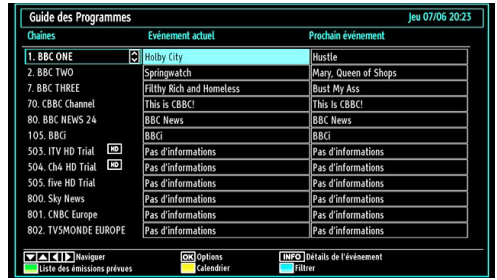 Guide des Programmes Jeu 07/06 20:23
Chaînes Evénement actuel Prochain événement
1. BBC ONE Holby City Hustle
2. BBC TWO Springwatch Mary, Queen of Shops
7. BBC THREE Filthy Rich and Homeless Bust My Ass
70. CBBC Channel This is CBBC! This Is CBBC!
80. BBC NEWS 24 BBC News BBC News
105. BBCi BBCi BBCi
503. ITV HD Trial HD Pas d'informations Pas d'informations
504. Ch4 HD Trial HD Pas d'informations Pas d'informations
505. five HD Trial Pas d'informations Pas d'informations
800. Sky News Pas d'informations Pas d'informations
801. CNBC Europe Pas d'informations Pas d'informations
802. TV5MONDE EUROPE Pas d'informations Pas d'informations
Naviguer OK Options INFO Détails de l'événement
Liste des émissions prévues Calendrier Filtrer